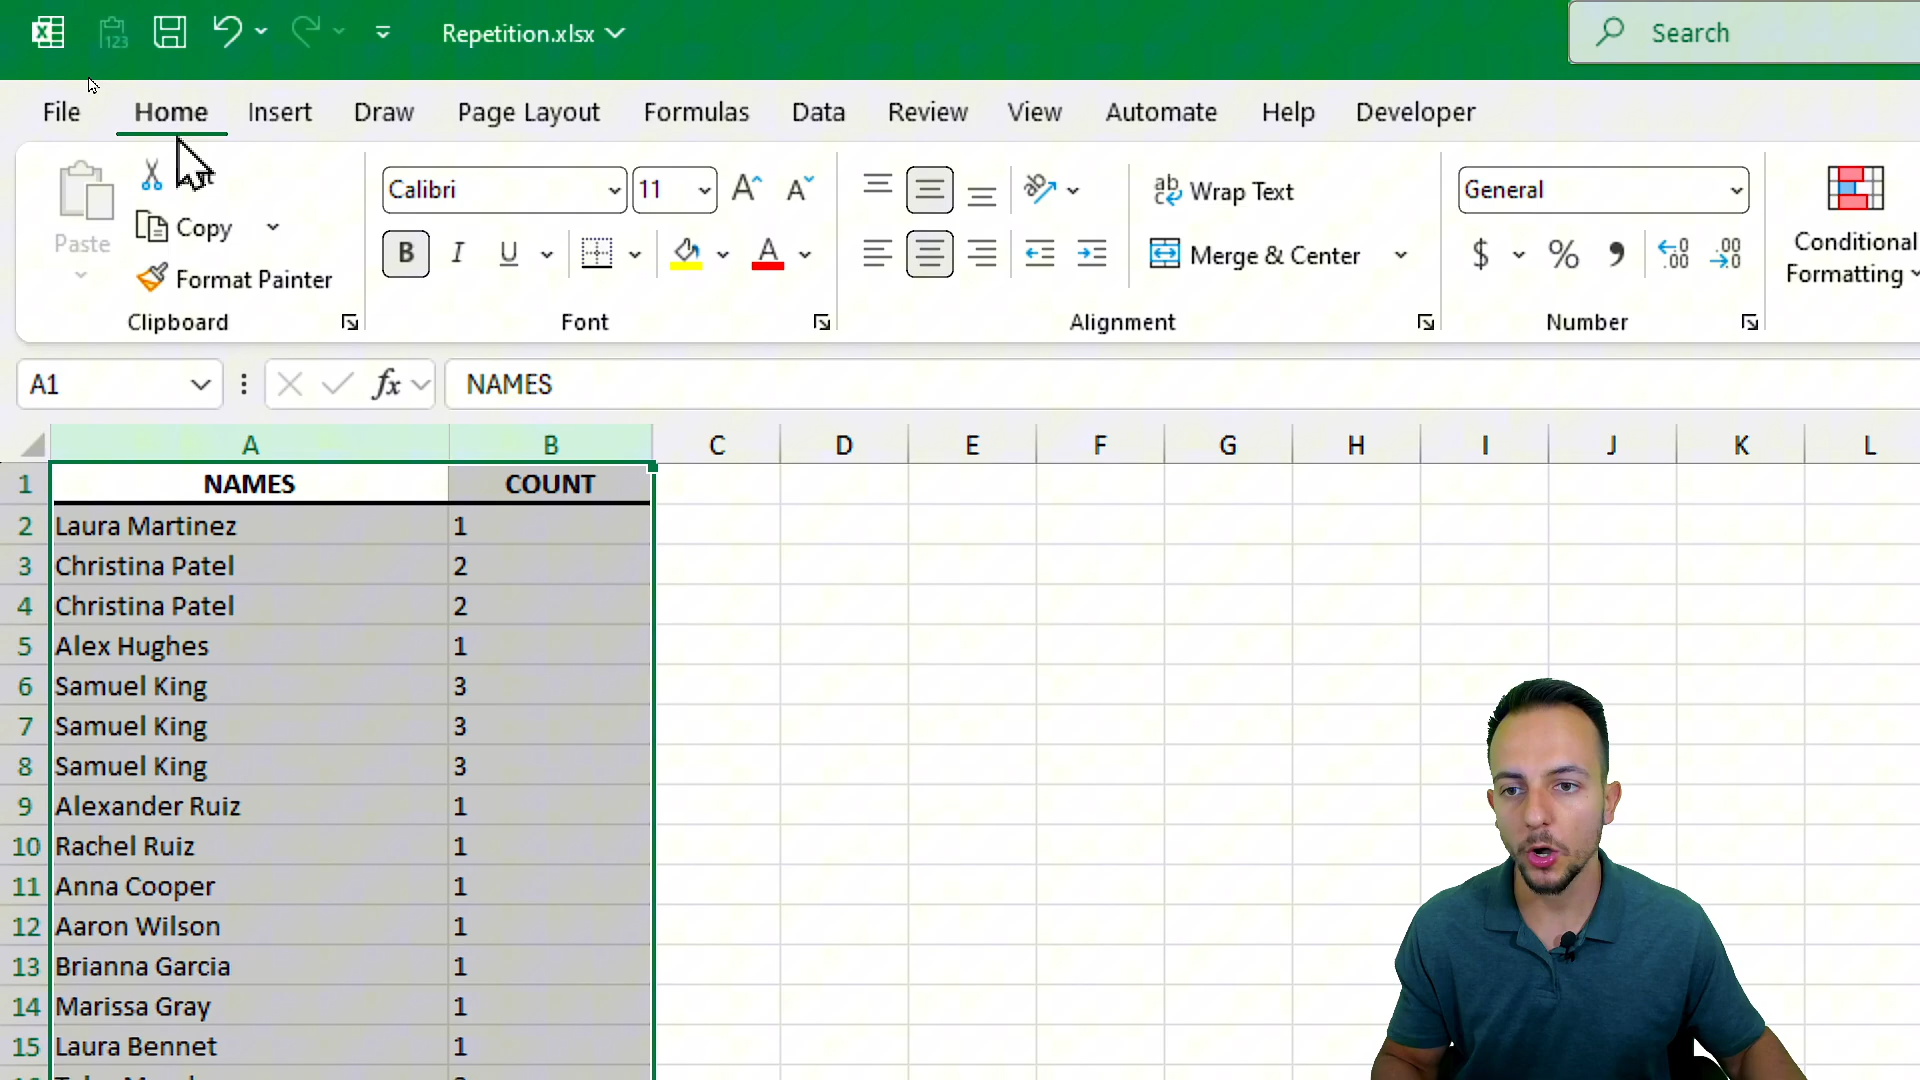 123
Repetition.xlsx
Search
File Home Insert Draw Page Layout Formulas Data Review View Automate Help Developer
Paste
Copy
Format Painter
Clipboard
Calibri 11
B I U A
Font
Wrap Text
Merge & Center
Alignment
General
$ % , .00 .00
Number
Conditional
Formatting
A1 fx NAMES
A B C D E F G H I J K L
1 NAMES COUNT
2 Laura Martinez 1
3 Christina Patel 2
4 Christina Patel 2
5 Alex Hughes 1
6 Samuel King 3
7 Samuel King 3
8 Samuel King 3
9 Alexander Ruiz 1
10 Rachel Ruiz 1
11 Anna Cooper 1
12 Aaron Wilson 1
13 Brianna Garcia 1
14 Marissa Gray 1
15 Laura Bennet 1